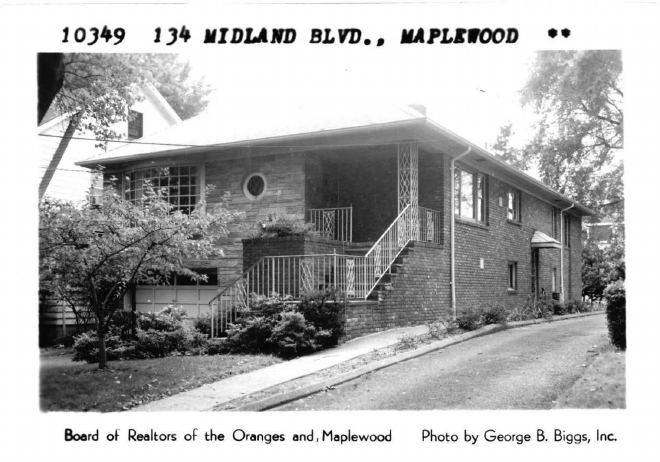 10349 134 MIDLAND BLVD., MAPLEWOOD **
Board of Realtors of the Oranges and, Maplewood Photo by George B. Biggs, Inc.